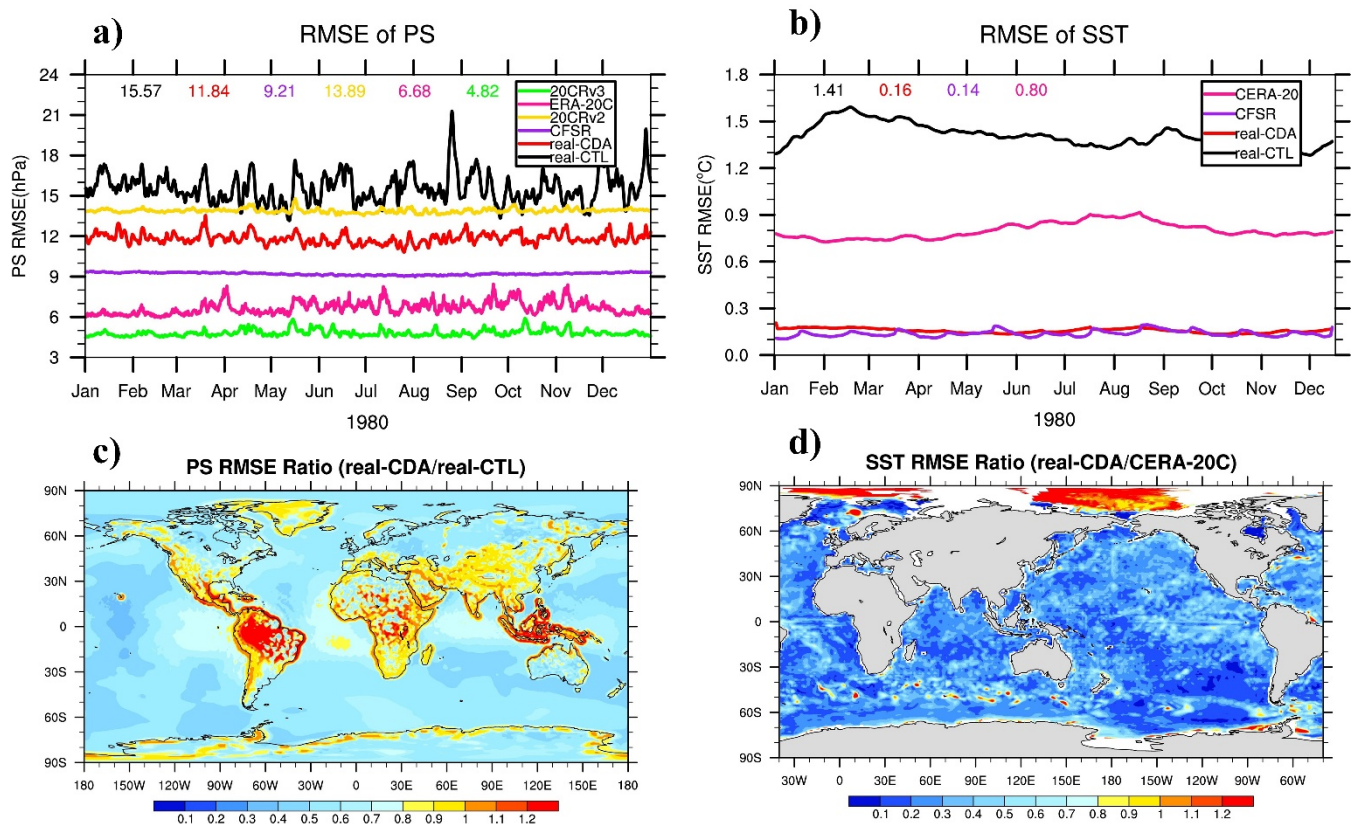 a)
RMSE of PS
15.57 11.84 9.21 13.89 6.68 4.82
20CRv3
ERA-20C
20CRv2
CFSR
real-CDA
real-CTL
PS RMSE(hPa)
24
21
18
15
12
9
6
3
Jan Feb Mar Apr May Jun Jul Aug Sep Oct Nov Dec
1980
b)
RMSE of SST
1.41 0.16 0.14 0.80
CERA-20
CFSR
real-CDA
real-CTL
SST RMSE(°C)
1.8
1.5
1.2
0.9
0.6
0.3
0.0
Jan Feb Mar Apr May Jun Jul Aug Sep Oct Nov Dec
1980
c)
PS RMSE Ratio (real-CDA/real-CTL)
90N
60N
30N
0
30S
60S
90S
180 150W 120W 90W 60W 30W 0 30E 60E 90E 120E 150E 180
0.1 0.2 0.3 0.4 0.5 0.6 0.7 0.8 0.9 1 1.1 1.2
d)
SST RMSE Ratio (real-CDA/CERA-20C)
90N
60N
30N
0
30S
60S
90S
30W 0 30E 60E 90E 120E 150E 180 150W 120W 90W 60W
0.1 0.2 0.3 0.4 0.5 0.6 0.7 0.8 0.9 1 1.1 1.2